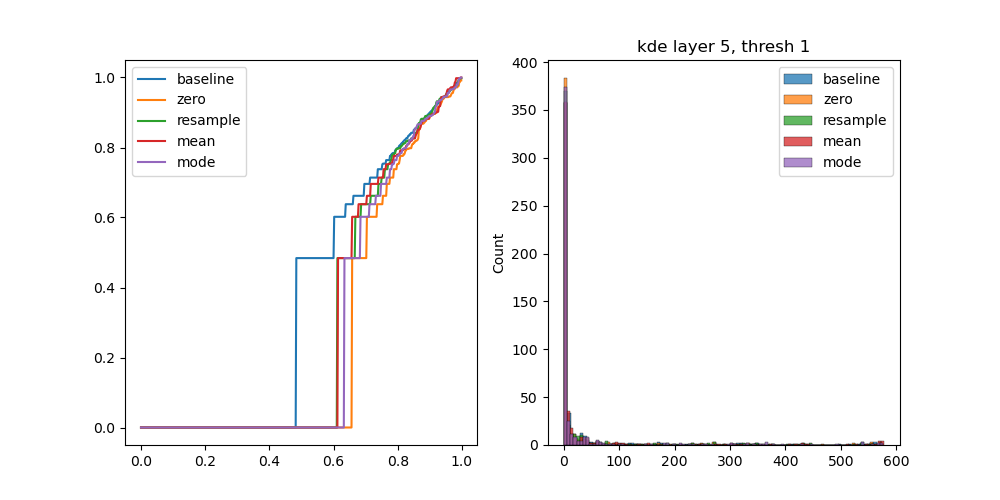 baseline
zero
resample
mean
mode
1.0
0.8
0.6
0.4
0.2
0.0
0.0 0.2 0.4 0.6 0.8 1.0
kde layer 5, thresh 1
baseline
zero
resample
mean
mode
Count
400
350
300
250
200
150
100
50
0
0 100 200 300 400 500 600